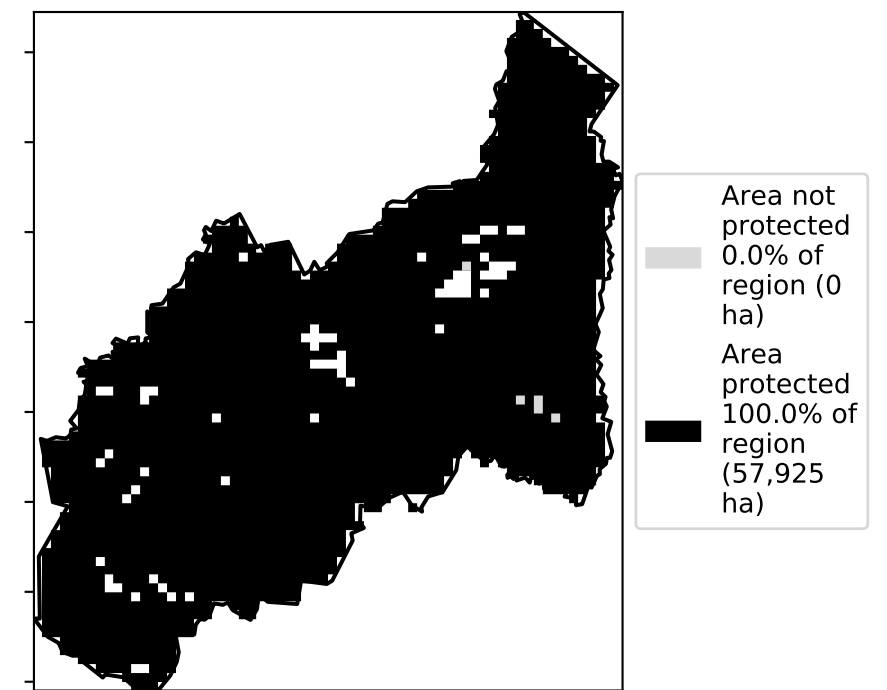 Area not
protected
0.0% of
region (0
ha)
Area
protected
100.0% of
region
(57,925
ha)